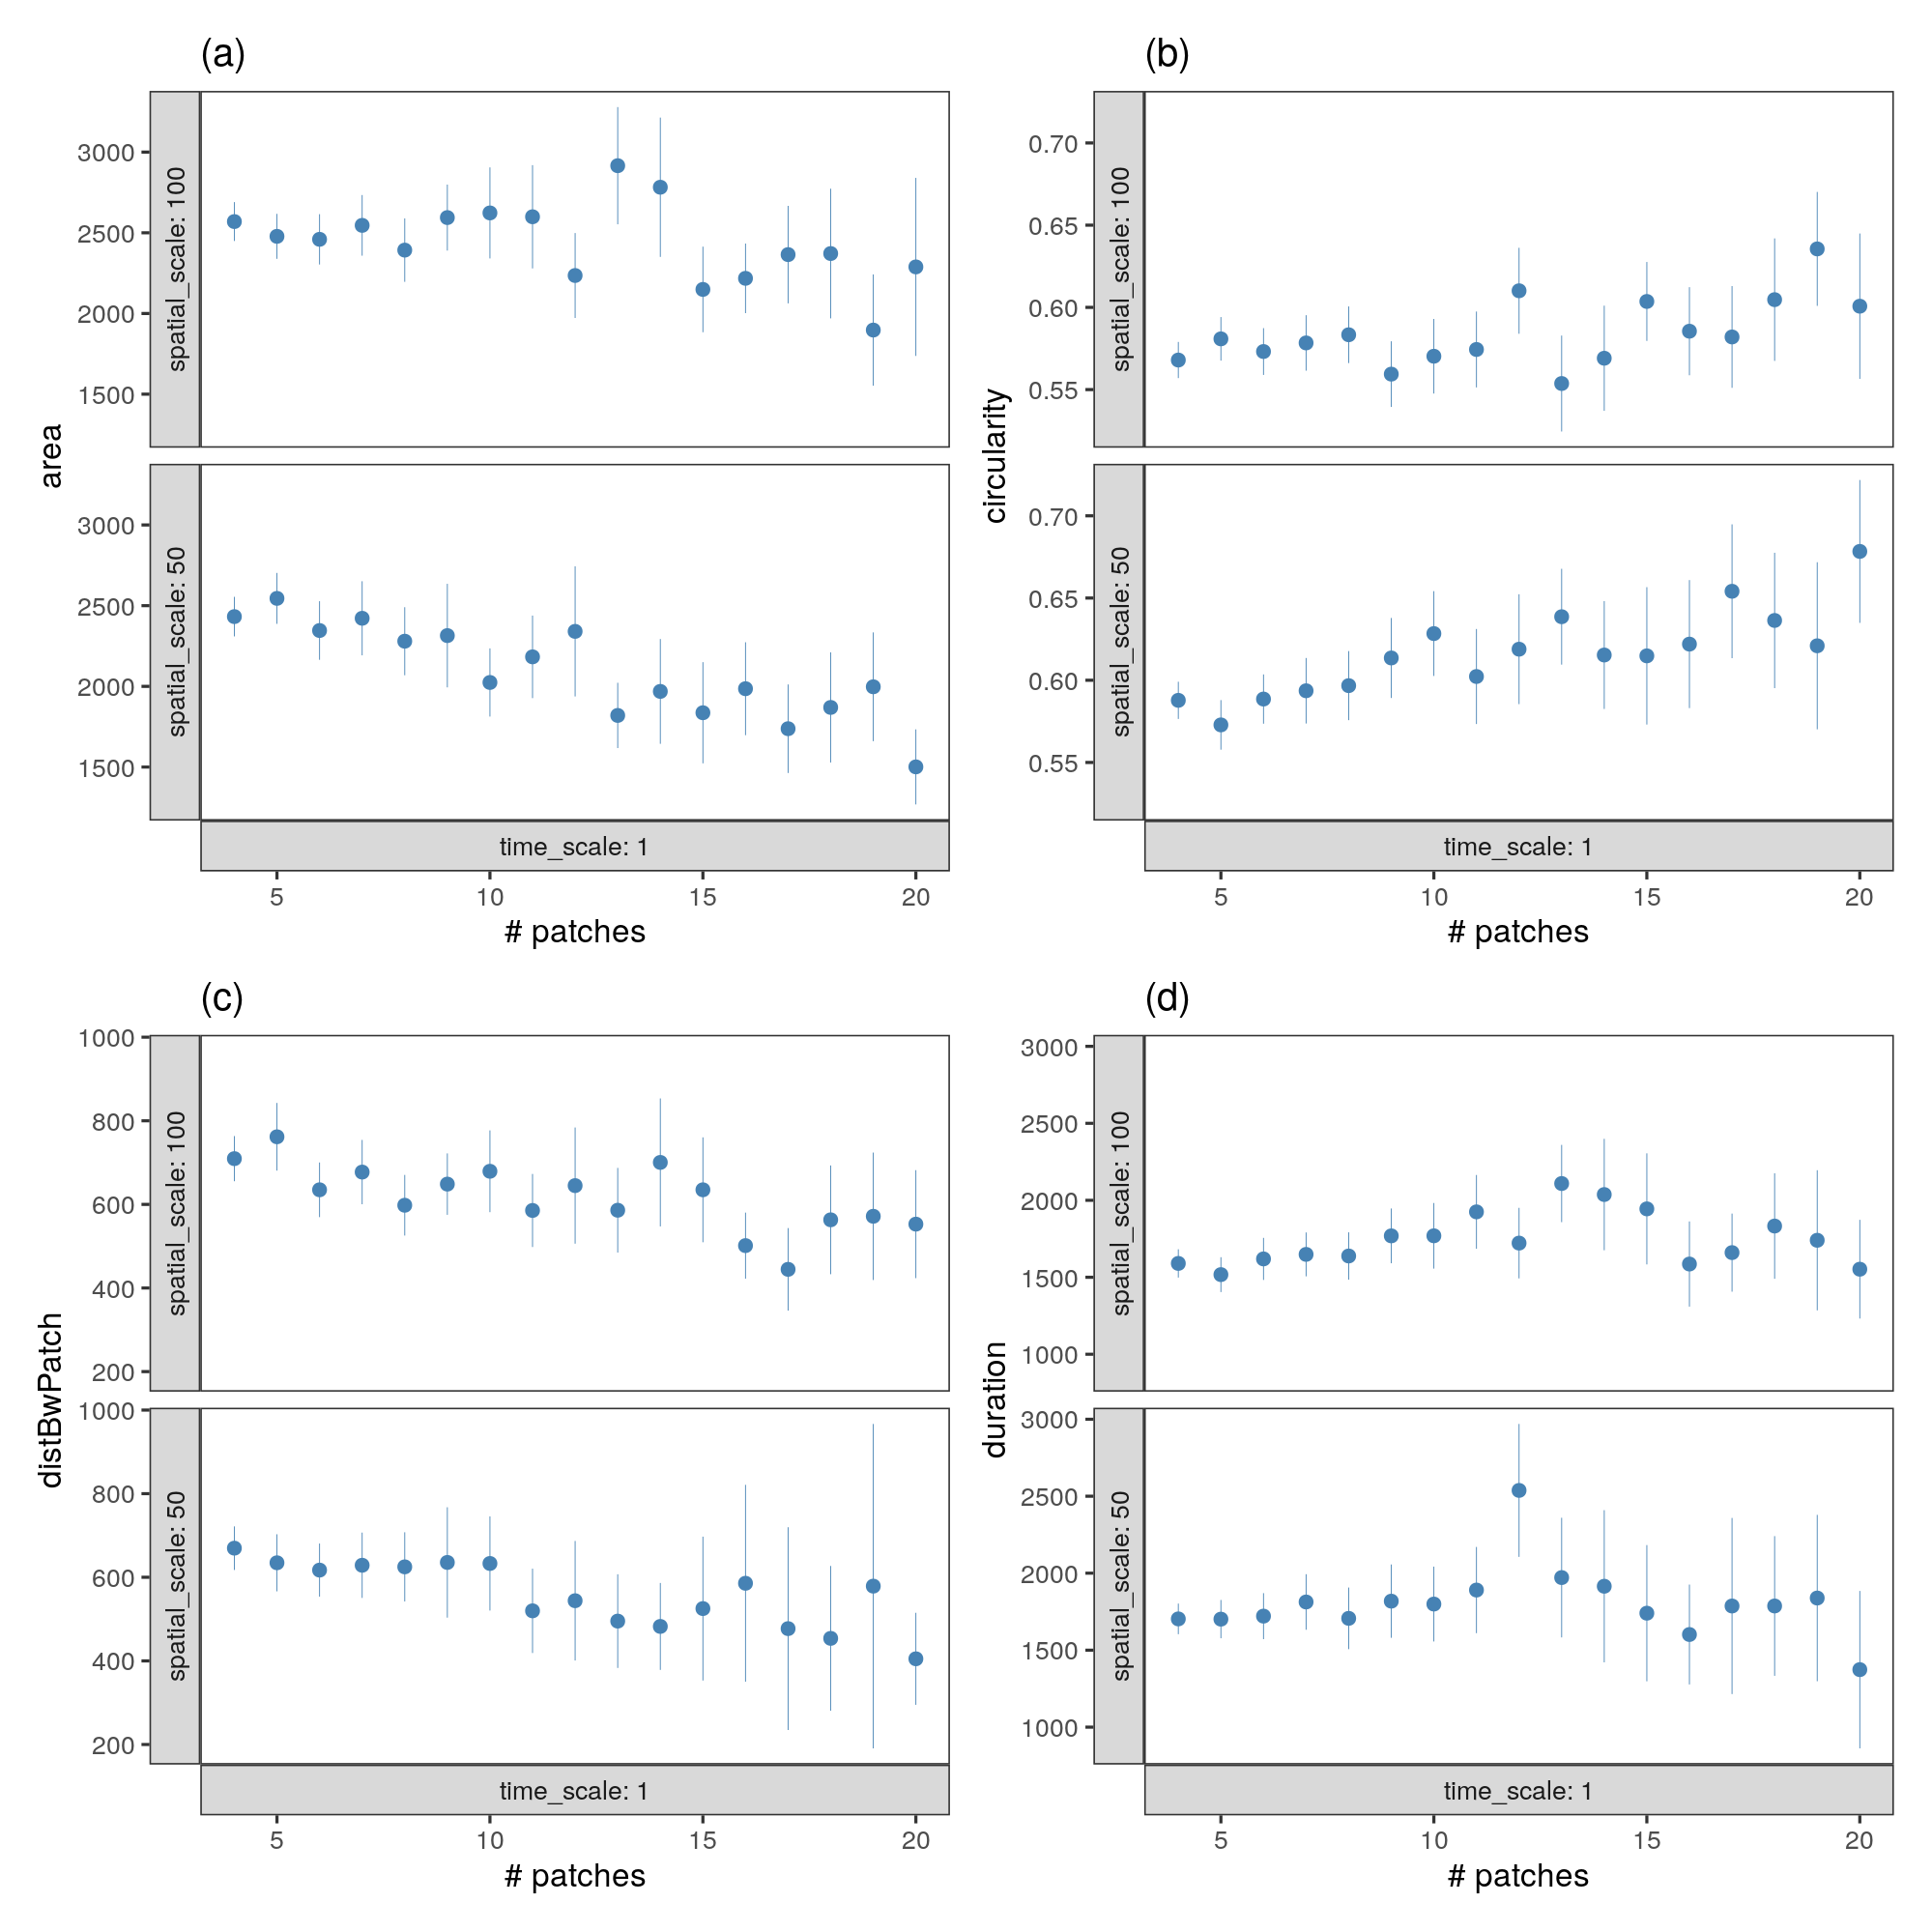 (a)
area
spatial_scale: 100
3000
2500
2000
1500
spatial_scale: 50
3000
2500
2000
1500
time_scale: 1
5 10 15 20
# patches
(b)
circularity
spatial_scale: 100
0.70
0.65
0.60
0.55
spatial_scale: 50
0.70
0.65
0.60
0.55
time_scale: 1
5 10 15 20
# patches
(c)
distBwPatch
spatial_scale: 100
1000
800
600
400
200
spatial_scale: 50
1000
800
600
400
200
time_scale: 1
5 10 15 20
# patches
(d)
duration
spatial_scale: 100
3000
2500
2000
1500
1000
spatial_scale: 50
3000
2500
2000
1500
1000
time_scale: 1
5 10 15 20
# patches